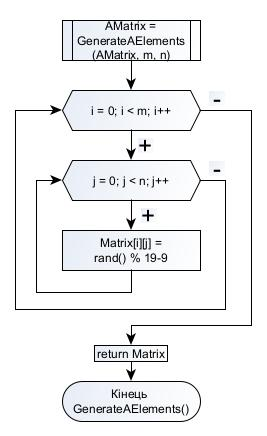 AMatrix =
GenerateAElements
(AMatrix, m, n)
i = 0; i < m; i++
-
+
j = 0; j < n; j++
-
+
Matrix[i][j] =
rand() % 19-9
return Matrix
Кінець
GenerateAElements()